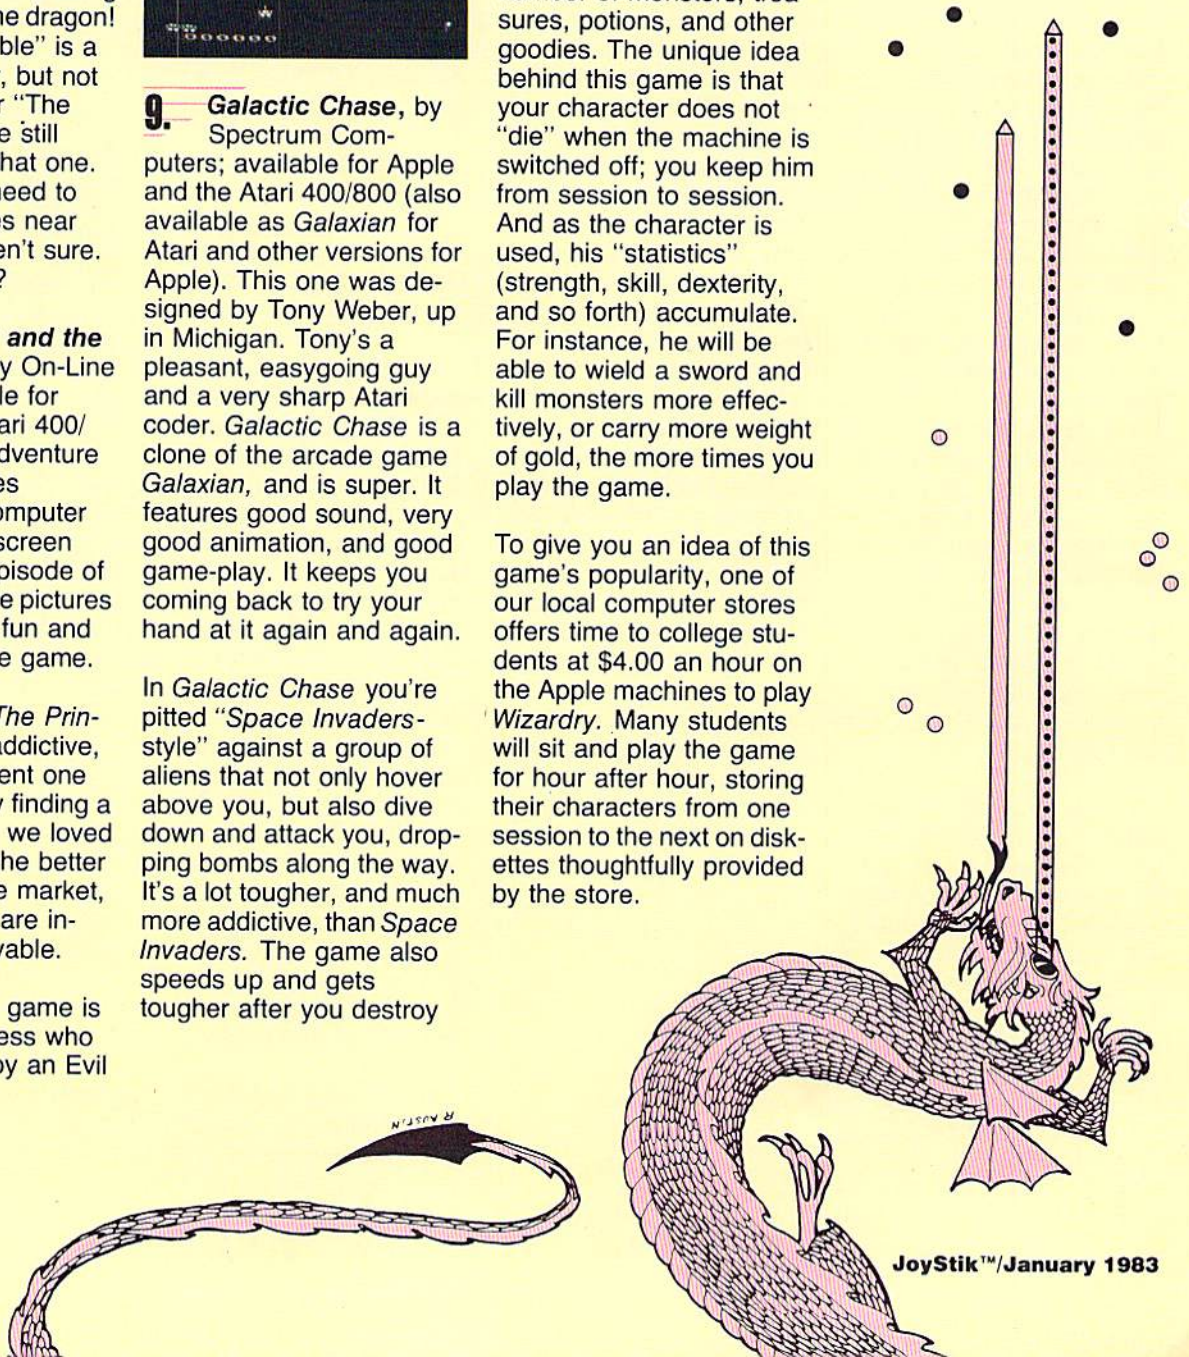 ne dragon!
ble" is a
, but not
r "The
e still
hat one.
need to
es near
en't sure.
?
and the
y On-Line
le for
ari 400/
dventure
es
omputer
screen
pisode of
e pictures
fun and
e game.
The Prin-
addictive,
ent one
y finding a
we loved
he better
e market,
are in-
vable.
game is
ess who
by an Evil
9. Galactic Chase, by
Spectrum Com-
puters; available for Apple
and the Atari 400/800 (also
available as Galaxian for
Atari and other versions for
Apple). This one was de-
signed by Tony Weber, up
in Michigan. Tony's a
pleasant, easygoing guy
and a very sharp Atari
coder. Galactic Chase is a
clone of the arcade game
Galaxian, and is super. It
features good sound, very
good animation, and good
game-play. It keeps you
coming back to try your
hand at it again and again.
In Galactic Chase you're
pitted "Space Invaders-
style" against a group of
aliens that not only hover
above you, but also dive
down and attack you, drop-
ping bombs along the way.
It's a lot tougher, and much
more addictive, than Space
Invaders. The game also
speeds up and gets
tougher after you destroy
sures, potions, and other
goodies. The unique idea
behind this game is that
your character does not
"die" when the machine is
switched off; you keep him
from session to session.
And as the character is
used, his "statistics"
(strength, skill, dexterity,
and so forth) accumulate.
For instance, he will be
able to wield a sword and
kill monsters more effec-
tively, or carry more weight
of gold, the more times you
play the game.
To give you an idea of this
game's popularity, one of
our local computer stores
offers time to college stu-
dents at $4.00 an hour on
the Apple machines to play
Wizardry. Many students
will sit and play the game
for hour after hour, storing
their characters from one
session to the next on disk-
ettes thoughtfully provided
by the store.
R AUSTIN
JoyStik™/January 1983